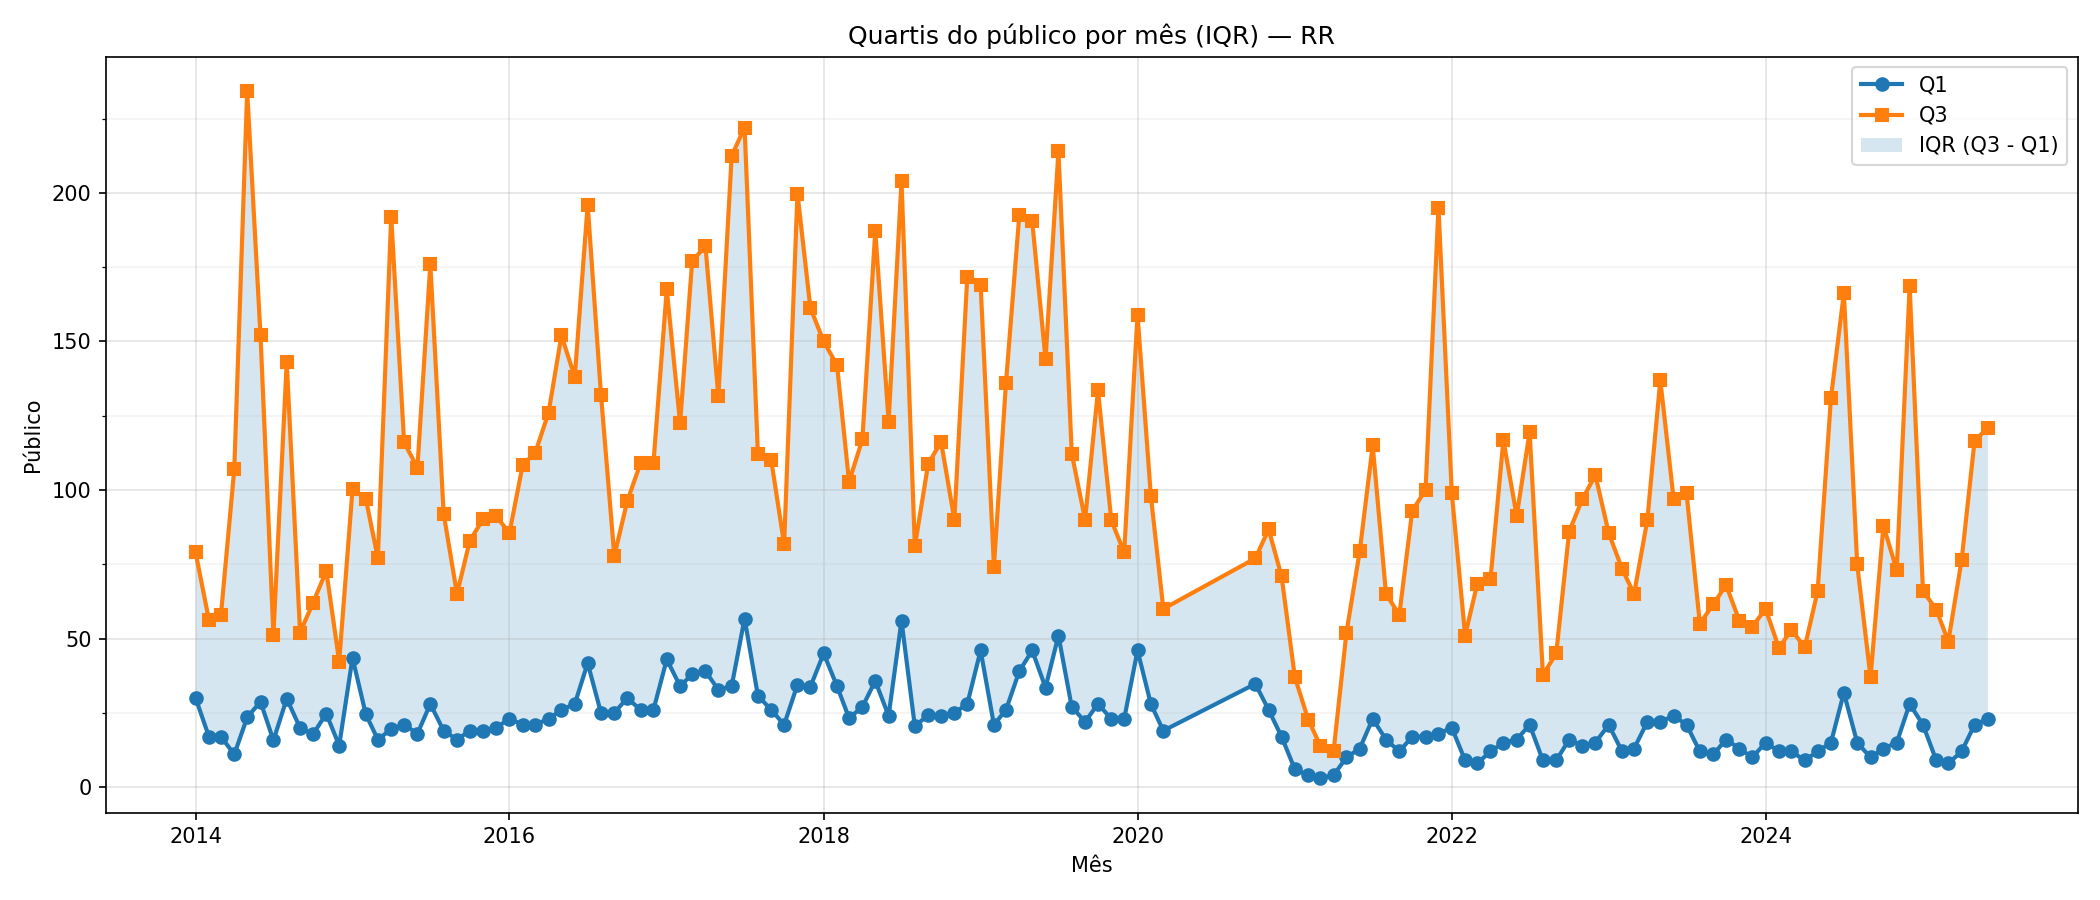 Quartis do público por mês (IQR) — RR
Q1
Q3
IQR (Q3 - Q1)
Público
200
150
100
50
0
2014
2016
2018
2020
2022
2024
Mês